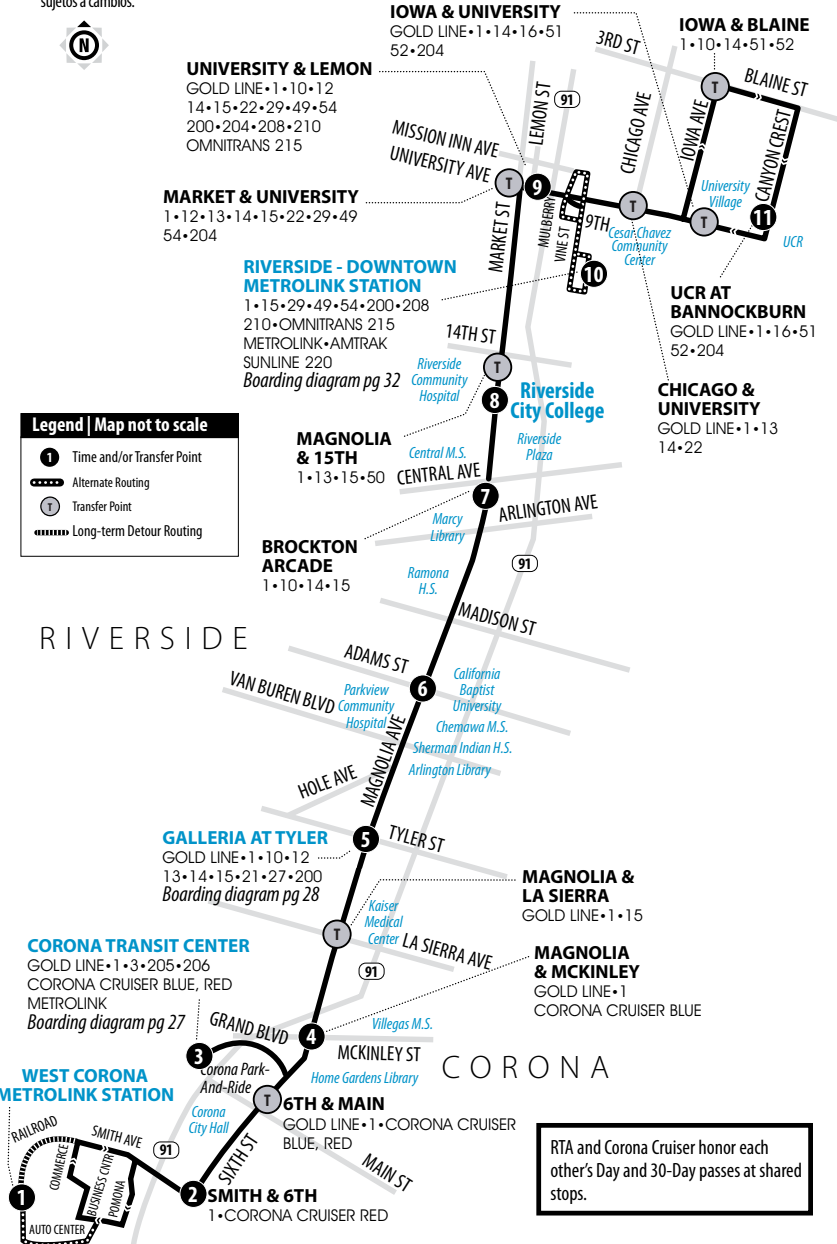 sujetos a cambios.
N
IOWA & UNIVERSITY
GOLD LINE•1•14•16•51
52•204
IOWA & BLAINE
1•10•14•51•52
3RD ST
BLAINE ST
UNIVERSITY & LEMON
GOLD LINE•1•10•12
14•15•22•29•49•54
200•204•208•210
OMNITRANS 215
LEMON ST
91
CHICAGO AVE
IOWA AVE
CANYON CREST
MISSION INN AVE
UNIVERSITY AVE
T
T
9
T
T
11
University
Village
UCR
MARKET & UNIVERSITY
1•12•13•14•15•22•29•49
54•204
MARKET ST
MULBERRY
VINE ST
9TH
Cesar Chavez
Community
Center
10
RIVERSIDE - DOWNTOWN
METROLINK STATION
1•15•29•49•54•200•208
210•OMNITRANS 215
METROLINK•AMTRAK
SUNLINE 220
Boarding diagram pg 32
UCR AT
BANNOCKBURN
GOLD LINE•1•16•51
52•204
14TH ST
T
Riverside
Community
Hospital
8
Riverside
City College
CHICAGO &
UNIVERSITY
GOLD LINE•1•13
14•22
Legend | Map not to scale
1 Time and/or Transfer Point
Alternate Routing
T Transfer Point
Long-term Detour Routing
MAGNOLIA
& 15TH
1•13•15•50
Central M.S.
Riverside
Plaza
CENTRAL AVE
7
ARLINGTON AVE
Marcy
Library
BROCKTON
ARCADE
1•10•14•15
91
Ramona
H.S.
MADISON ST
RIVERSIDE
ADAMS ST
6
VAN BUREN BLVD
Parkview
Community
Hospital
California
Baptist
University
Chemawa M.S.
Sherman Indian H.S.
Arlington Library
MAGNOLIA AVE
HOLE AVE
GALLERIA AT TYLER
GOLD LINE•1•10•12
13•14•15•21•27•200
Boarding diagram pg 28
5
TYLER ST
MAGNOLIA &
LA SIERRA
GOLD LINE•1•15
T
Kaiser
Medical
Center
LA SIERRA AVE
91
CORONA TRANSIT CENTER
GOLD LINE•1•3•205•206
CORONA CRUISER BLUE, RED
METROLINK
Boarding diagram pg 27
MAGNOLIA
& MCKINLEY
GOLD LINE•1
CORONA CRUISER BLUE
GRAND BLVD
4
Villegas M.S.
3
MCKINLEY ST
CORONA
Corona Park-
And-Ride
Home Gardens Library
WEST CORONA
METROLINK STATION
T
6TH & MAIN
GOLD LINE•1•CORONA CRUISER
BLUE, RED
Corona
City Hall
RAILROAD
SMITH AVE
91
SIXTH ST
MAIN ST
COMMERCE
BUSINESS CNTR
POMONA
1
AUTO CENTER
2
SMITH & 6TH
1•CORONA CRUISER RED
RTA and Corona Cruiser honor each
other's Day and 30-Day passes at shared
stops.